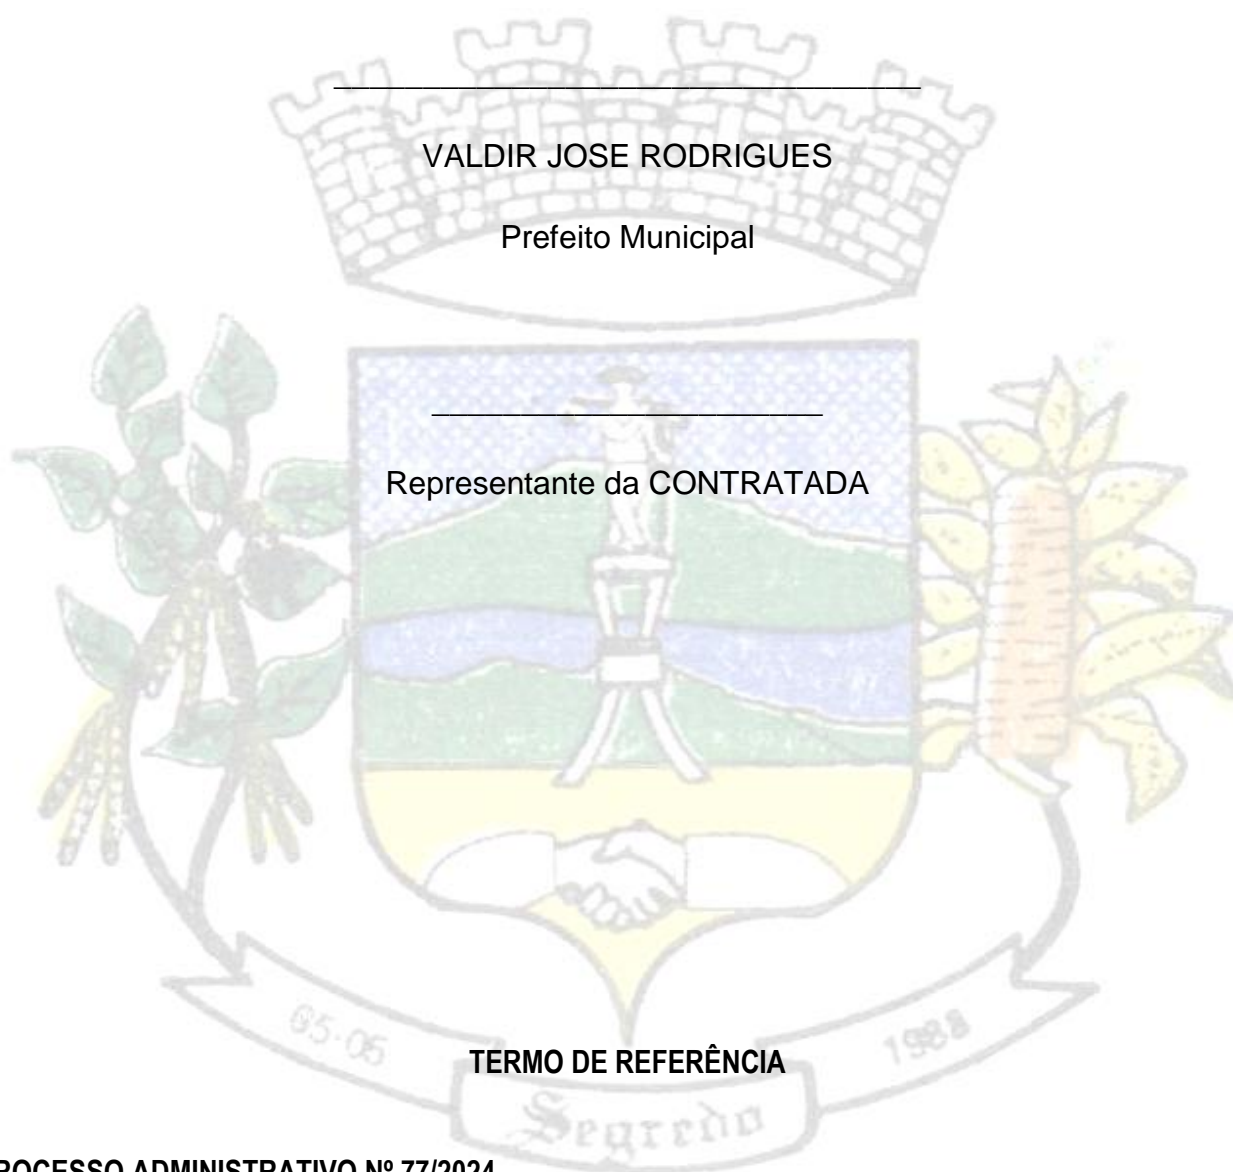 VALDIR JOSE RODRIGUES
Prefeito Municipal
Representante da CONTRATADA
05-05
1988
TERMO DE REFERÊNCIA
Segredo
ROCESSO ADMINISTRATIVO Nº 77/2024